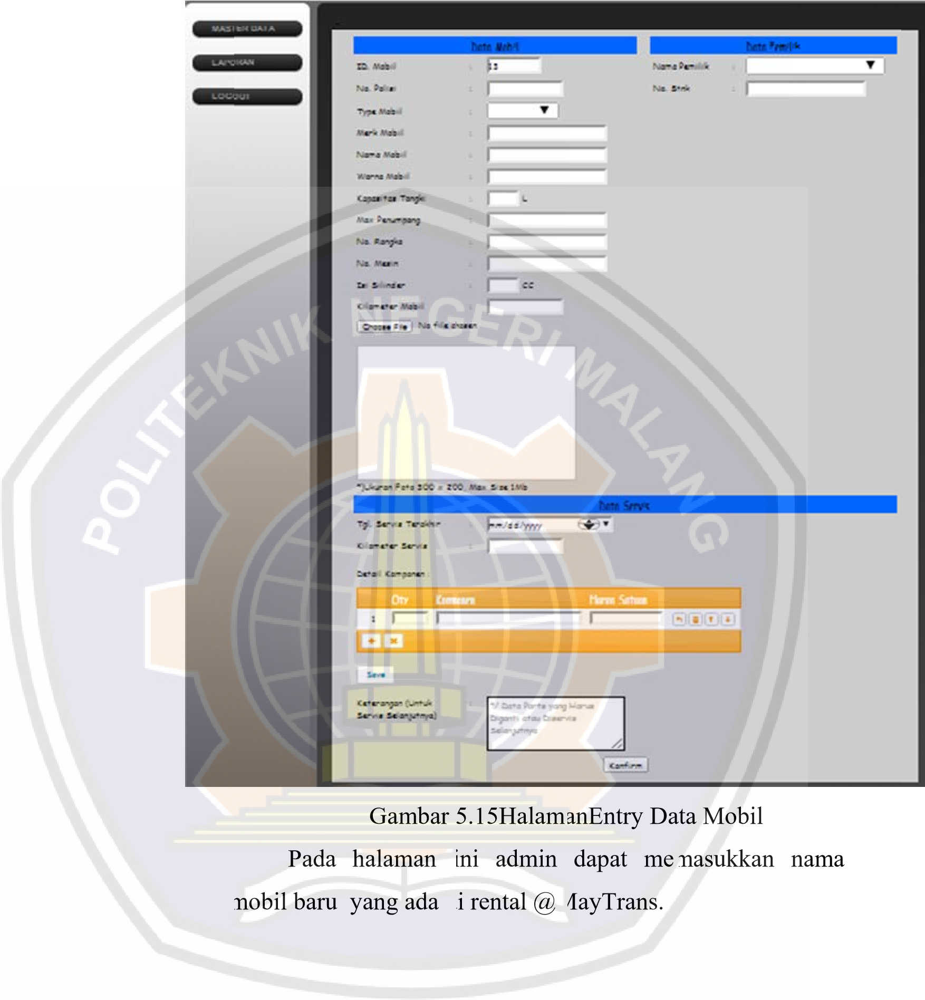 MASTER DATA
LAPORAN
LOGOUT
Data Mobil
ID. Mobil : 13
No. Polisi :
Type Mobil :
Merk Mobil :
Nama Mobil :
Warna Mobil :
Kapasitas Tangki : L
Max Penumpang :
No. Rangka :
No. Mesin :
Isi Silinder : CC
Kilometer Mobil :
Choose File No file chosen
*)Ukuran Foto 300 x 200, Max. Size 1Mb
Data Pemilik
Nama Pemilik :
No. Stnk :
Data Servis
Tgl. Servis Terakhir : mm/dd/yyyy
Kilometer Servis :
Detail Komponen :
Qty Komponen Harga Satuan
1
Save
Keterangan (Untuk
Servis Selanjutnya) :
*/ Data Parts yang Harus
Diganti atau Diservis
Selanjutnya
Confirm
POLITEKNIK NEGERI MALANG
Gambar 5.15HalamanEntry Data Mobil
Pada halaman ini admin dapat memasukkan nama
mobil baru yang ada i rental @ MayTrans.